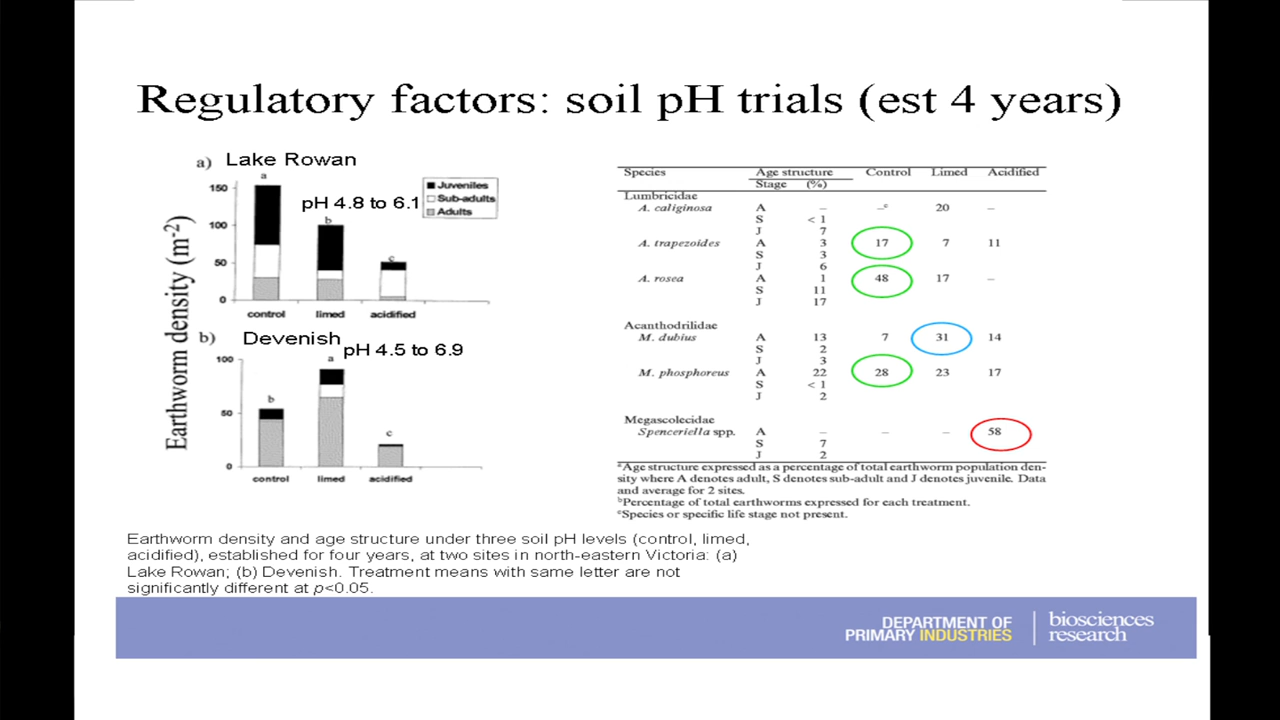 Regulatory factors: soil pH trials (est 4 years)
a) Lake Rowan
a
150
100
50
0
Juveniles
Sub-adults
Adults
pH 4.8 to 6.1
b
c
control limed acidified
Earthworm density (m-2)
b) Devenish
pH 4.5 to 6.9
100
50
0
b
a
c
control limed acidified
Species Age structure Control Limed Acidified
Stage (%)
Lumbricidae
A. caliginosa A – –c 20 –
S < 1
J 7
A. trapezoides A 3 17 7 11
S 3
J 6
A. rosea A 1 48 17 –
S 11
J 17
Acanthodrilidae
M. dubius A 13 7 31 14
S 2
J 3
M. phosphoreus A 22 28 23 17
S < 1
J 2
Megascolecidae
Spenceriella spp. A – – – 58
S 7
J 2
aAge structure expressed as a percentage of total earthworm population den-
sity where A denotes adult, S denotes sub-adult and J denotes juvenile. Data
and average for 2 sites.
bPercentage of total earthworms expressed for each treatment.
cSpecies or specific life stage not present.
Earthworm density and age structure under three soil pH levels (control, limed,
acidified), established for four years, at two sites in north-eastern Victoria: (a)
Lake Rowan; (b) Devenish. Treatment means with same letter are not
significantly different at p<0.05.
DEPARTMENT OF
PRIMARY INDUSTRIES
biosciences
research